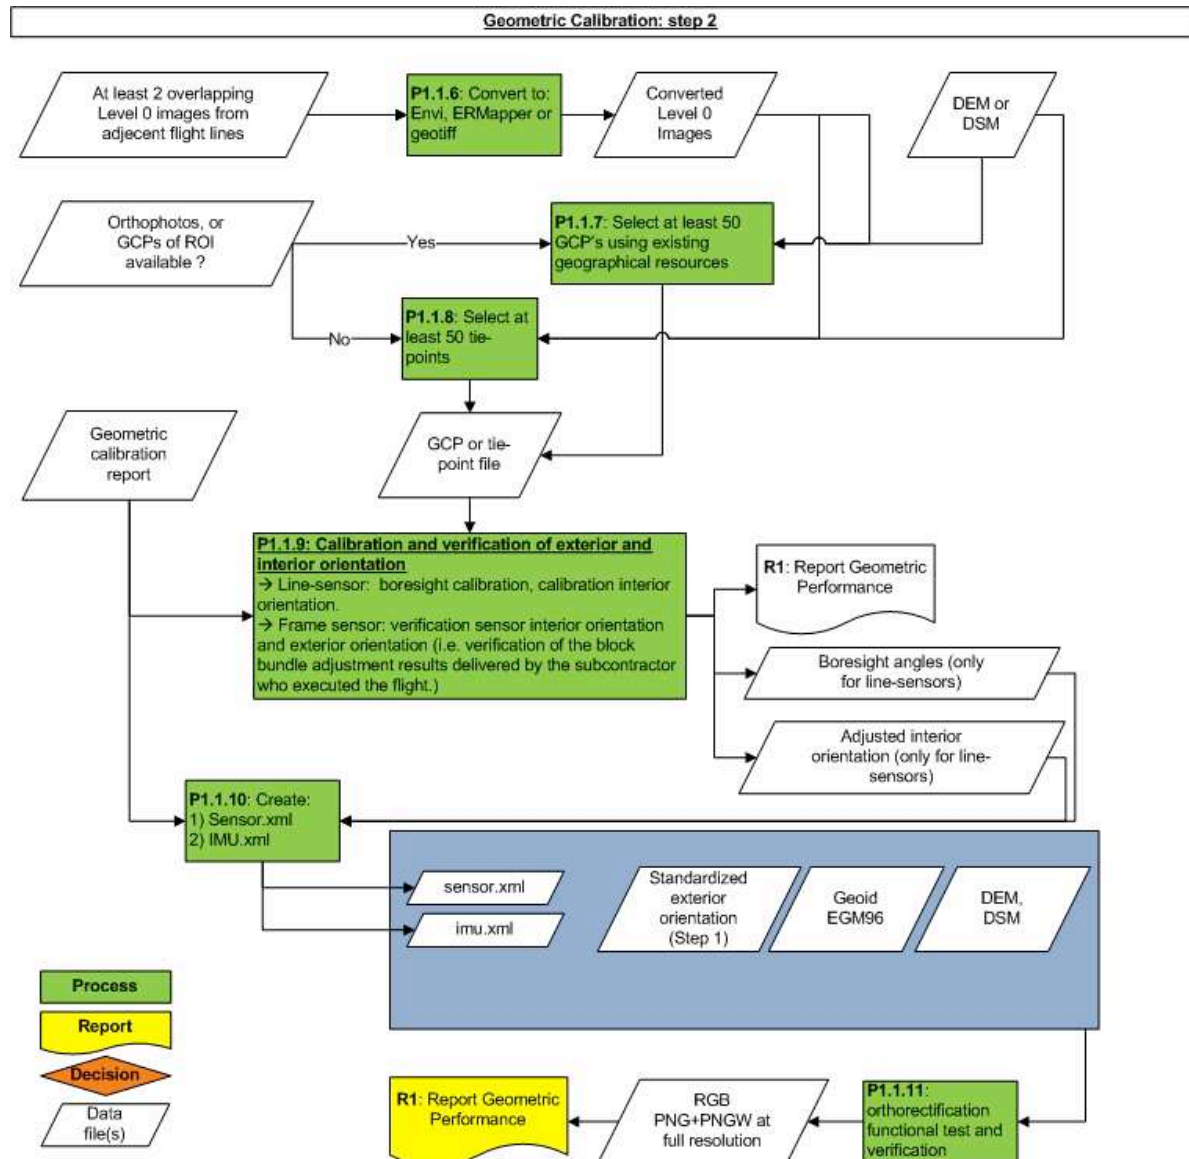 Geometric Calibration: step 2
At least 2 overlapping
Level 0 images from
adjecent flight lines
P1.1.6: Convert to:
Envi, ERMapper or
geotiff
Converted
Level 0
Images
DEM or
DSM
Orthophotos, or
GCPs of ROI
available ?
Yes
No
P1.1.7: Select at least 50
GCP's using existing
geographical resources
P1.1.8: Select at
least 50 tie-
points
Geometric
calibration
report
GCP or tie-
point file
P1.1.9: Calibration and verification of exterior and
interior orientation
→ Line-sensor: boresight calibration, calibration interior
orientation.
→ Frame sensor: verification sensor interior orientation
and exterior orientation (i.e. verification of the block
bundle adjustment results delivered by the subcontractor
who executed the flight.)
R1: Report Geometric
Performance
Boresight angles (only
for line-sensors)
Adjusted interior
orientation (only for line-
sensors)
P1.1.10: Create:
1) Sensor.xml
2) IMU.xml
sensor.xml
imu.xml
Standardized
exterior
orientation
(Step 1)
Geoid
EGM96
DEM,
DSM
Process
Report
Decision
Data
file(s)
R1: Report Geometric
Performance
RGB
PNG+PNGW at
full resolution
P1.1.11:
orthorectification
functional test and
verification